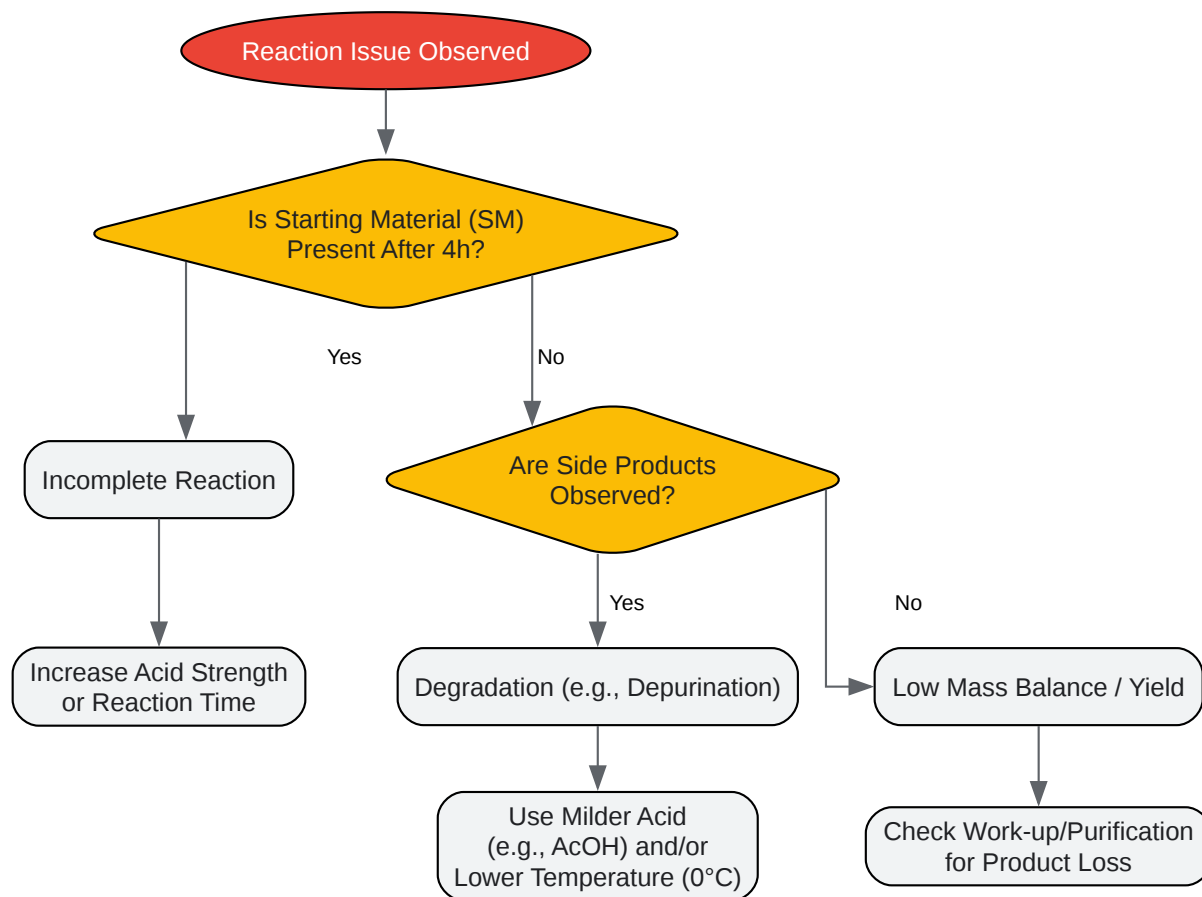 Reaction Issue Observed
Is Starting Material (SM)
Present After 4h?
Yes
No
Incomplete Reaction
Are Side Products
Observed?
Yes
No
Increase Acid Strength
or Reaction Time
Degradation (e.g., Depurination)
Low Mass Balance / Yield
Use Milder Acid
(e.g., AcOH) and/or
Lower Temperature (0°C)
Check Work-up/Purification
for Product Loss